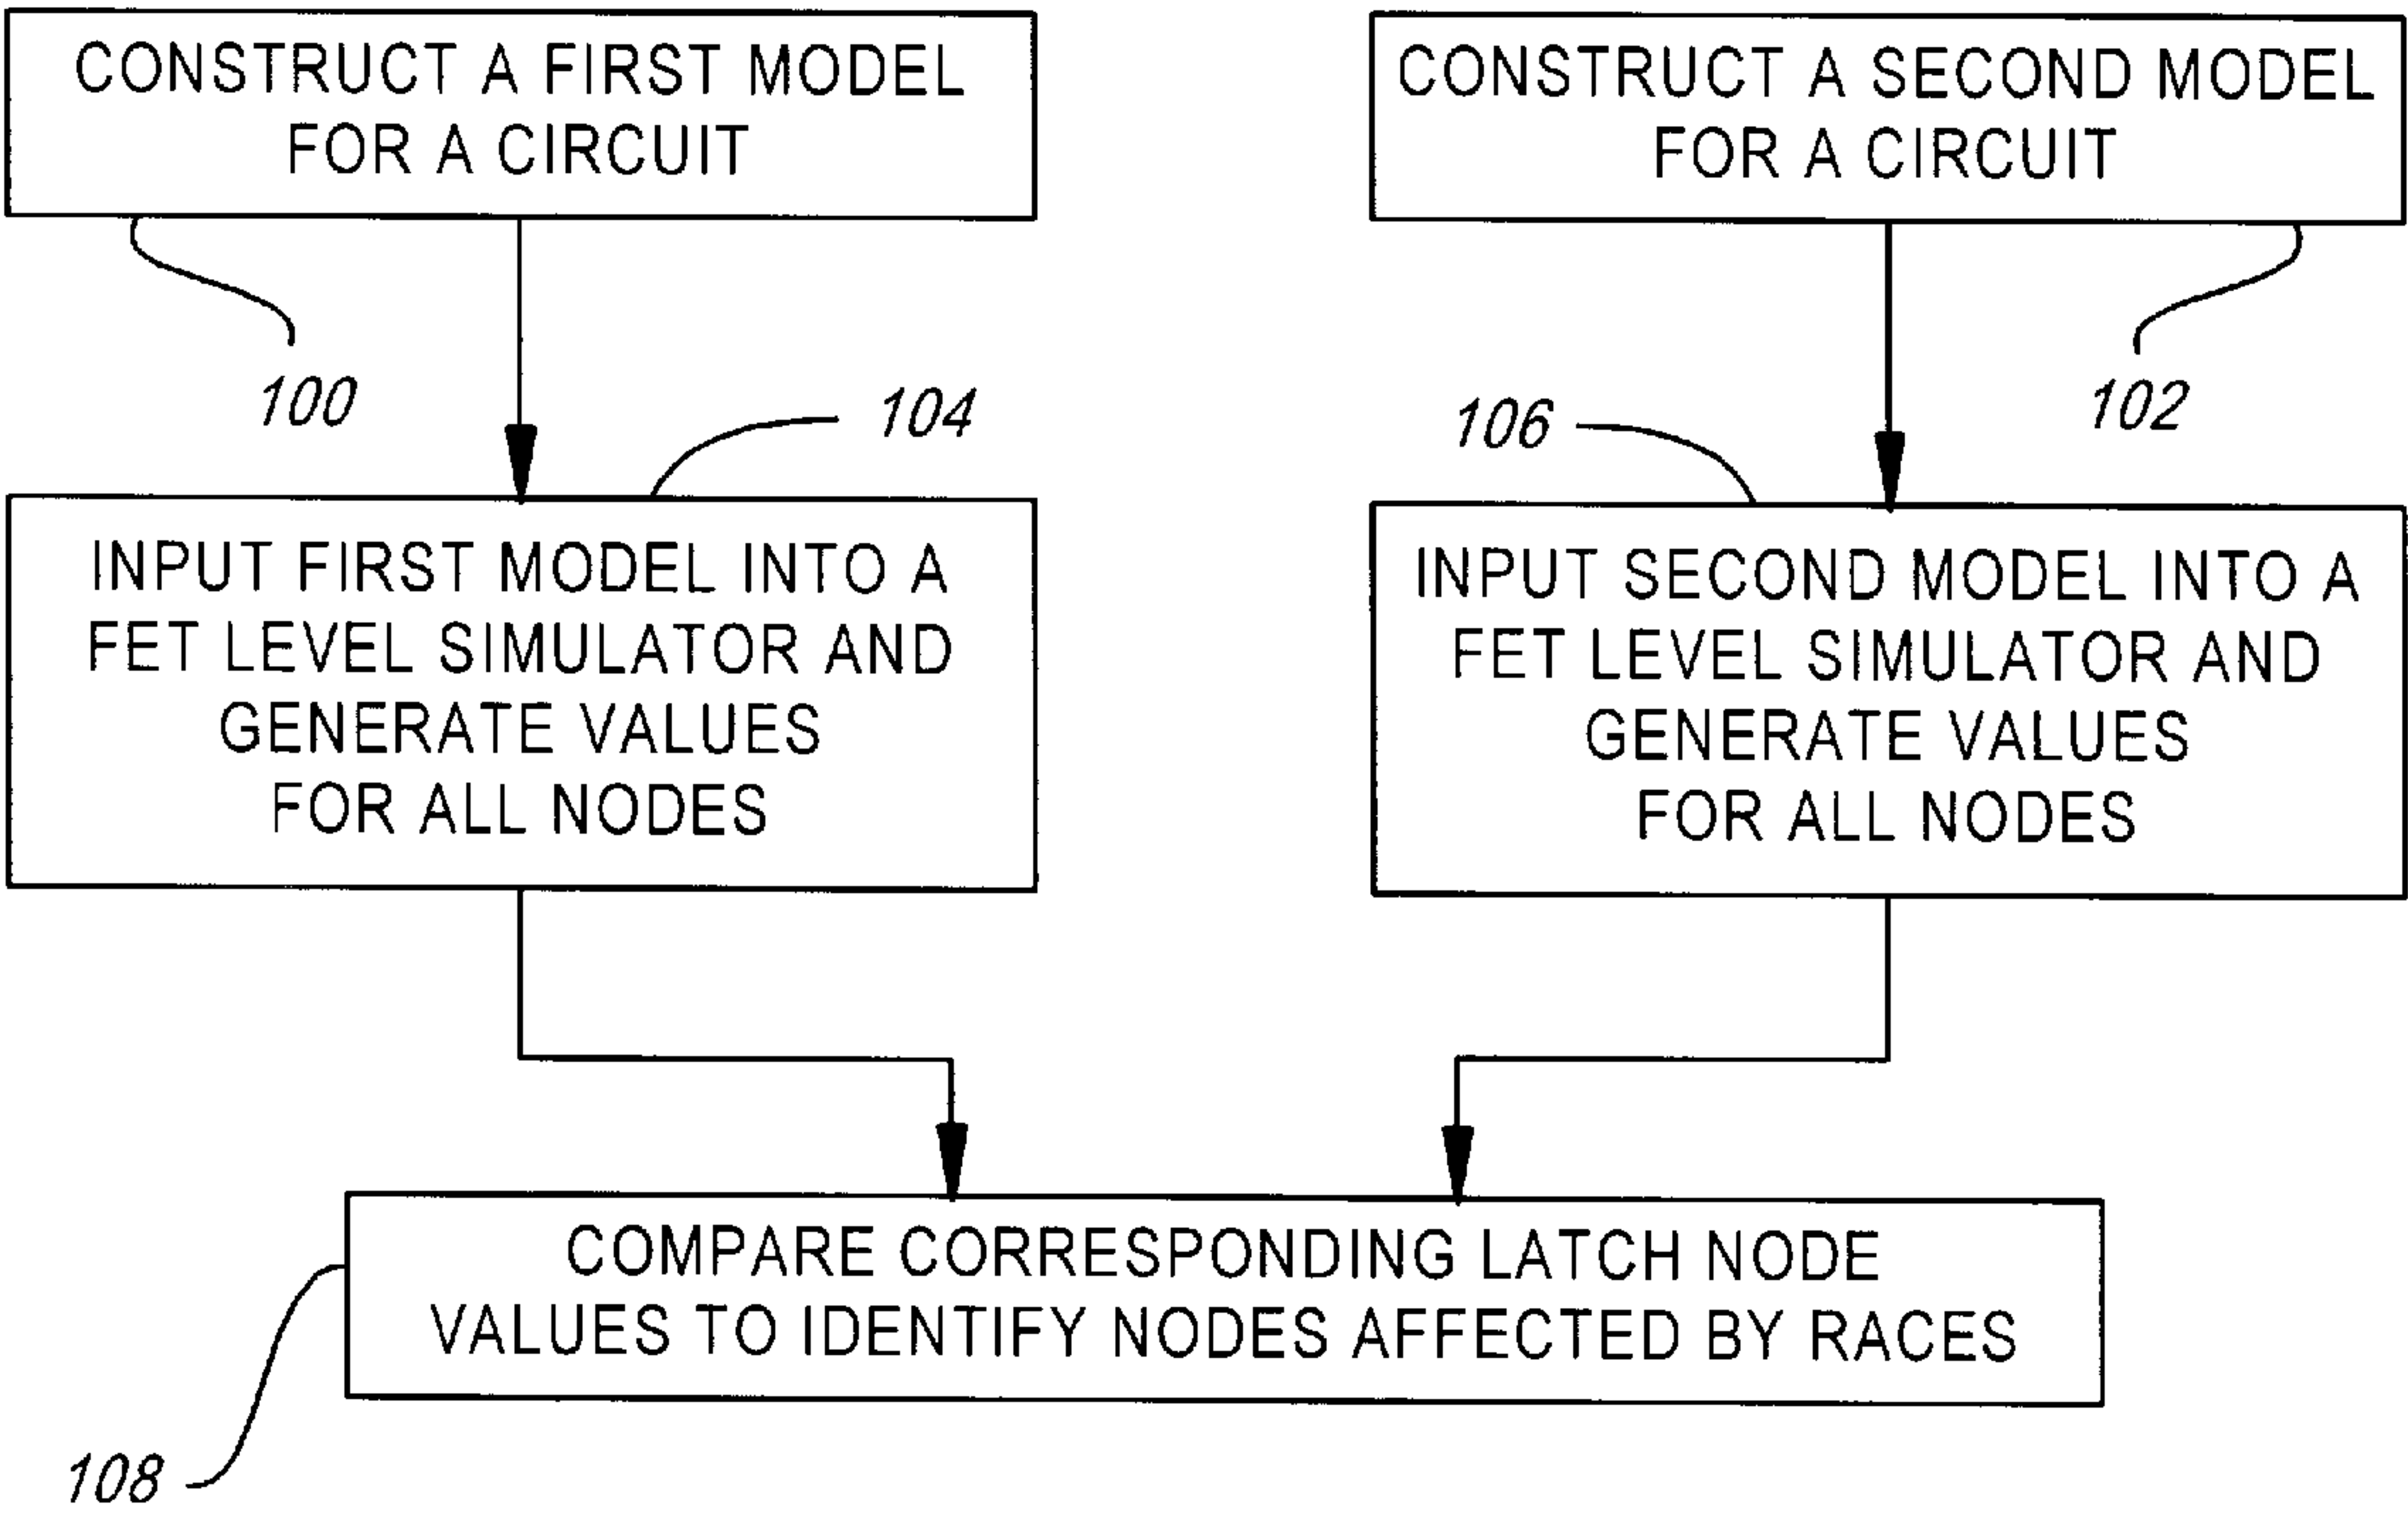 CONSTRUCT A FIRST MODEL
FOR A CIRCUIT
CONSTRUCT A SECOND MODEL
FOR A CIRCUIT
100
102
104
106
INPUT FIRST MODEL INTO A
FET LEVEL SIMULATOR AND
GENERATE VALUES
FOR ALL NODES
INPUT SECOND MODEL INTO A
FET LEVEL SIMULATOR AND
GENERATE VALUES
FOR ALL NODES
COMPARE CORRESPONDING LATCH NODE
VALUES TO IDENTIFY NODES AFFECTED BY RACES
108